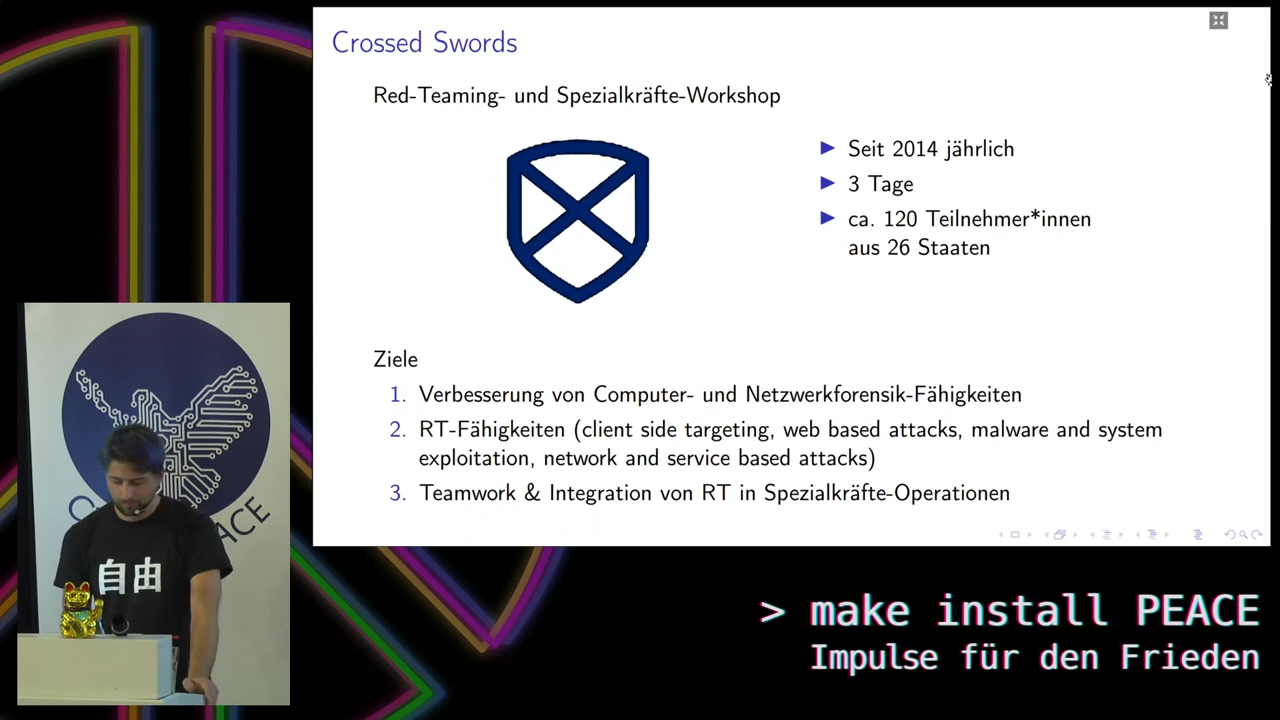 Crossed Swords
Red-Teaming- und Spezialkräfte-Workshop
Seit 2014 jährlich
3 Tage
ca. 120 Teilnehmer*innen
aus 26 Staaten
Ziele
1. Verbesserung von Computer- und Netzwerkforensik-Fähigkeiten
2. RT-Fähigkeiten (client side targeting, web based attacks, malware and system
exploitation, network and service based attacks)
3. Teamwork & Integration von RT in Spezialkräfte-Operationen
自由
> make install PEACE
Impulse für den Frieden